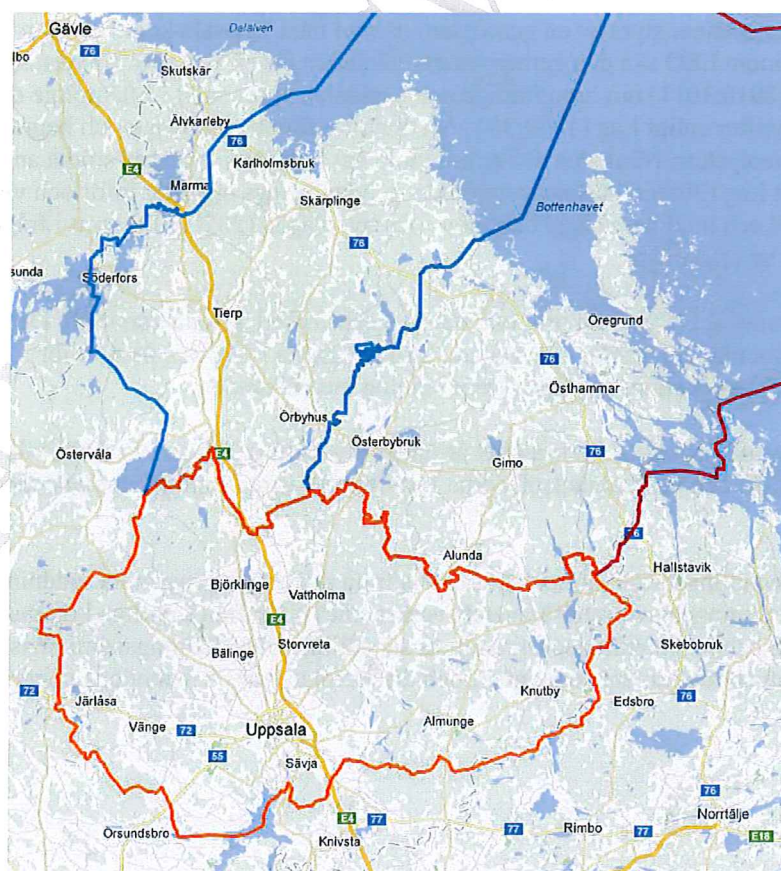 Gävle
Dalälven
76
lbo
Skutskär
Älvkarleby
76
E4
Karlholmsbruk
Marma
Skärplinge
Bottenhavet
76
sunda
Söderfors
Tierp
Öregrund
76
Östhammar
Örbyhus
Österbybruk
76
Östervåla
E4
Gimo
76
Alunda
Hallstavik
Björklinge
Vattholma
E4
Bälinge
Storvreta
Skebobruk
72
Järlåsa
Knutby
Edsbro
76
Vänge
72
Uppsala
Almunge
55
Sävja
76
Örsundsbro
E4
77
Knivsta
77
Rimbo
77
Norrtälje
E18